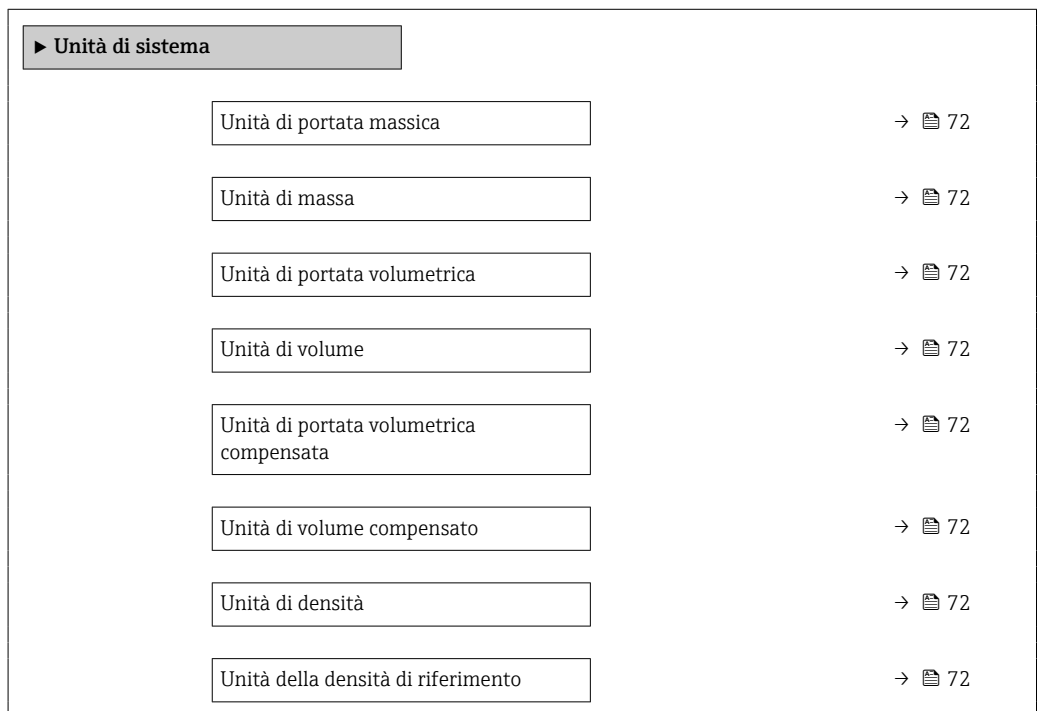 ▶ Unità di sistema
Unità di portata massica → 72
Unità di massa → 72
Unità di portata volumetrica → 72
Unità di volume → 72
Unità di portata volumetrica → 72
compensata
Unità di volume compensato → 72
Unità di densità → 72
Unità della densità di riferimento → 72